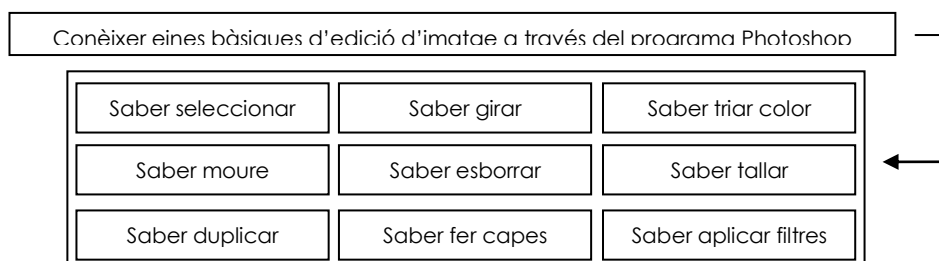 Conèixer eines bàsiques d'edició d'imatge a través del programa Photoshop
Saber seleccionar
Saber girar
Saber triar color
Saber moure
Saber esborrar
Saber tallar
Saber duplicar
Saber fer capes
Saber aplicar filtres